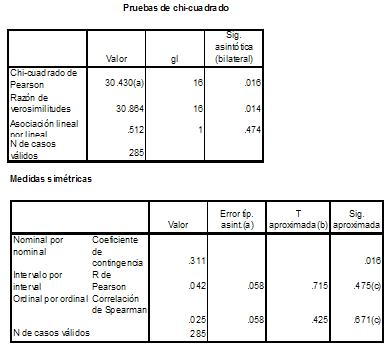 Pruebas de chi-cuadrado
Valor gl Sig. asintótica (bilateral)
Chi-cuadrado de Pearson 30.430(a) 16 .016
Razón de verosimilitudes 30.864 16 .014
Asociación lineal por lineal .512 1 .474
N de casos válidos 285
Medidas simétricas
Valor Error típ. asint.(a) T aproximada(b) Sig. aproximada
Nominal por nominal Coeficiente de contingencia .311 .016
Intervalo por intervalo R de Pearson .042 .058 .715 .475(c)
Ordinal por ordinal Correlación de Spearman .025 .058 .425 .671(c)
N de casos válidos 285